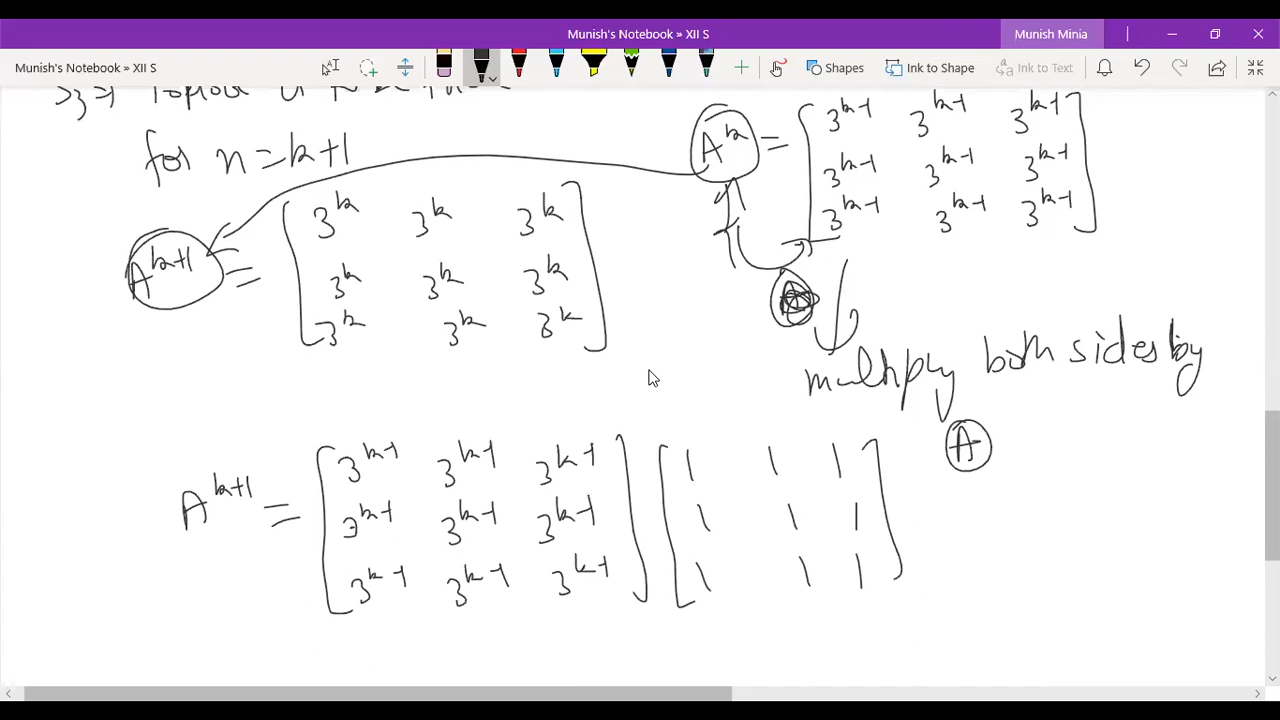 Munish's Notebook » XII S
Munish Minia
Munish's Notebook » XII S
Shapes
Ink to Shape
Ink to Text
for n = k+1
A^k = [3^k-1 3^k-1 3^k-1
3^k-1 3^k-1 3^k-1
3^k-1 3^k-1 3^k-1]
A^k+1 = [3^k 3^k 3^k
3^k 3^k 3^k
3^k 3^k 3^k]
A
multiply both sides by
A
A^k+1 = [3^k-1 3^k-1 3^k-1] [1 1 1
3^k-1 3^k-1 3^k-1 1 1 1
3^k-1 3^k-1 3^k-1] 1 1 1]